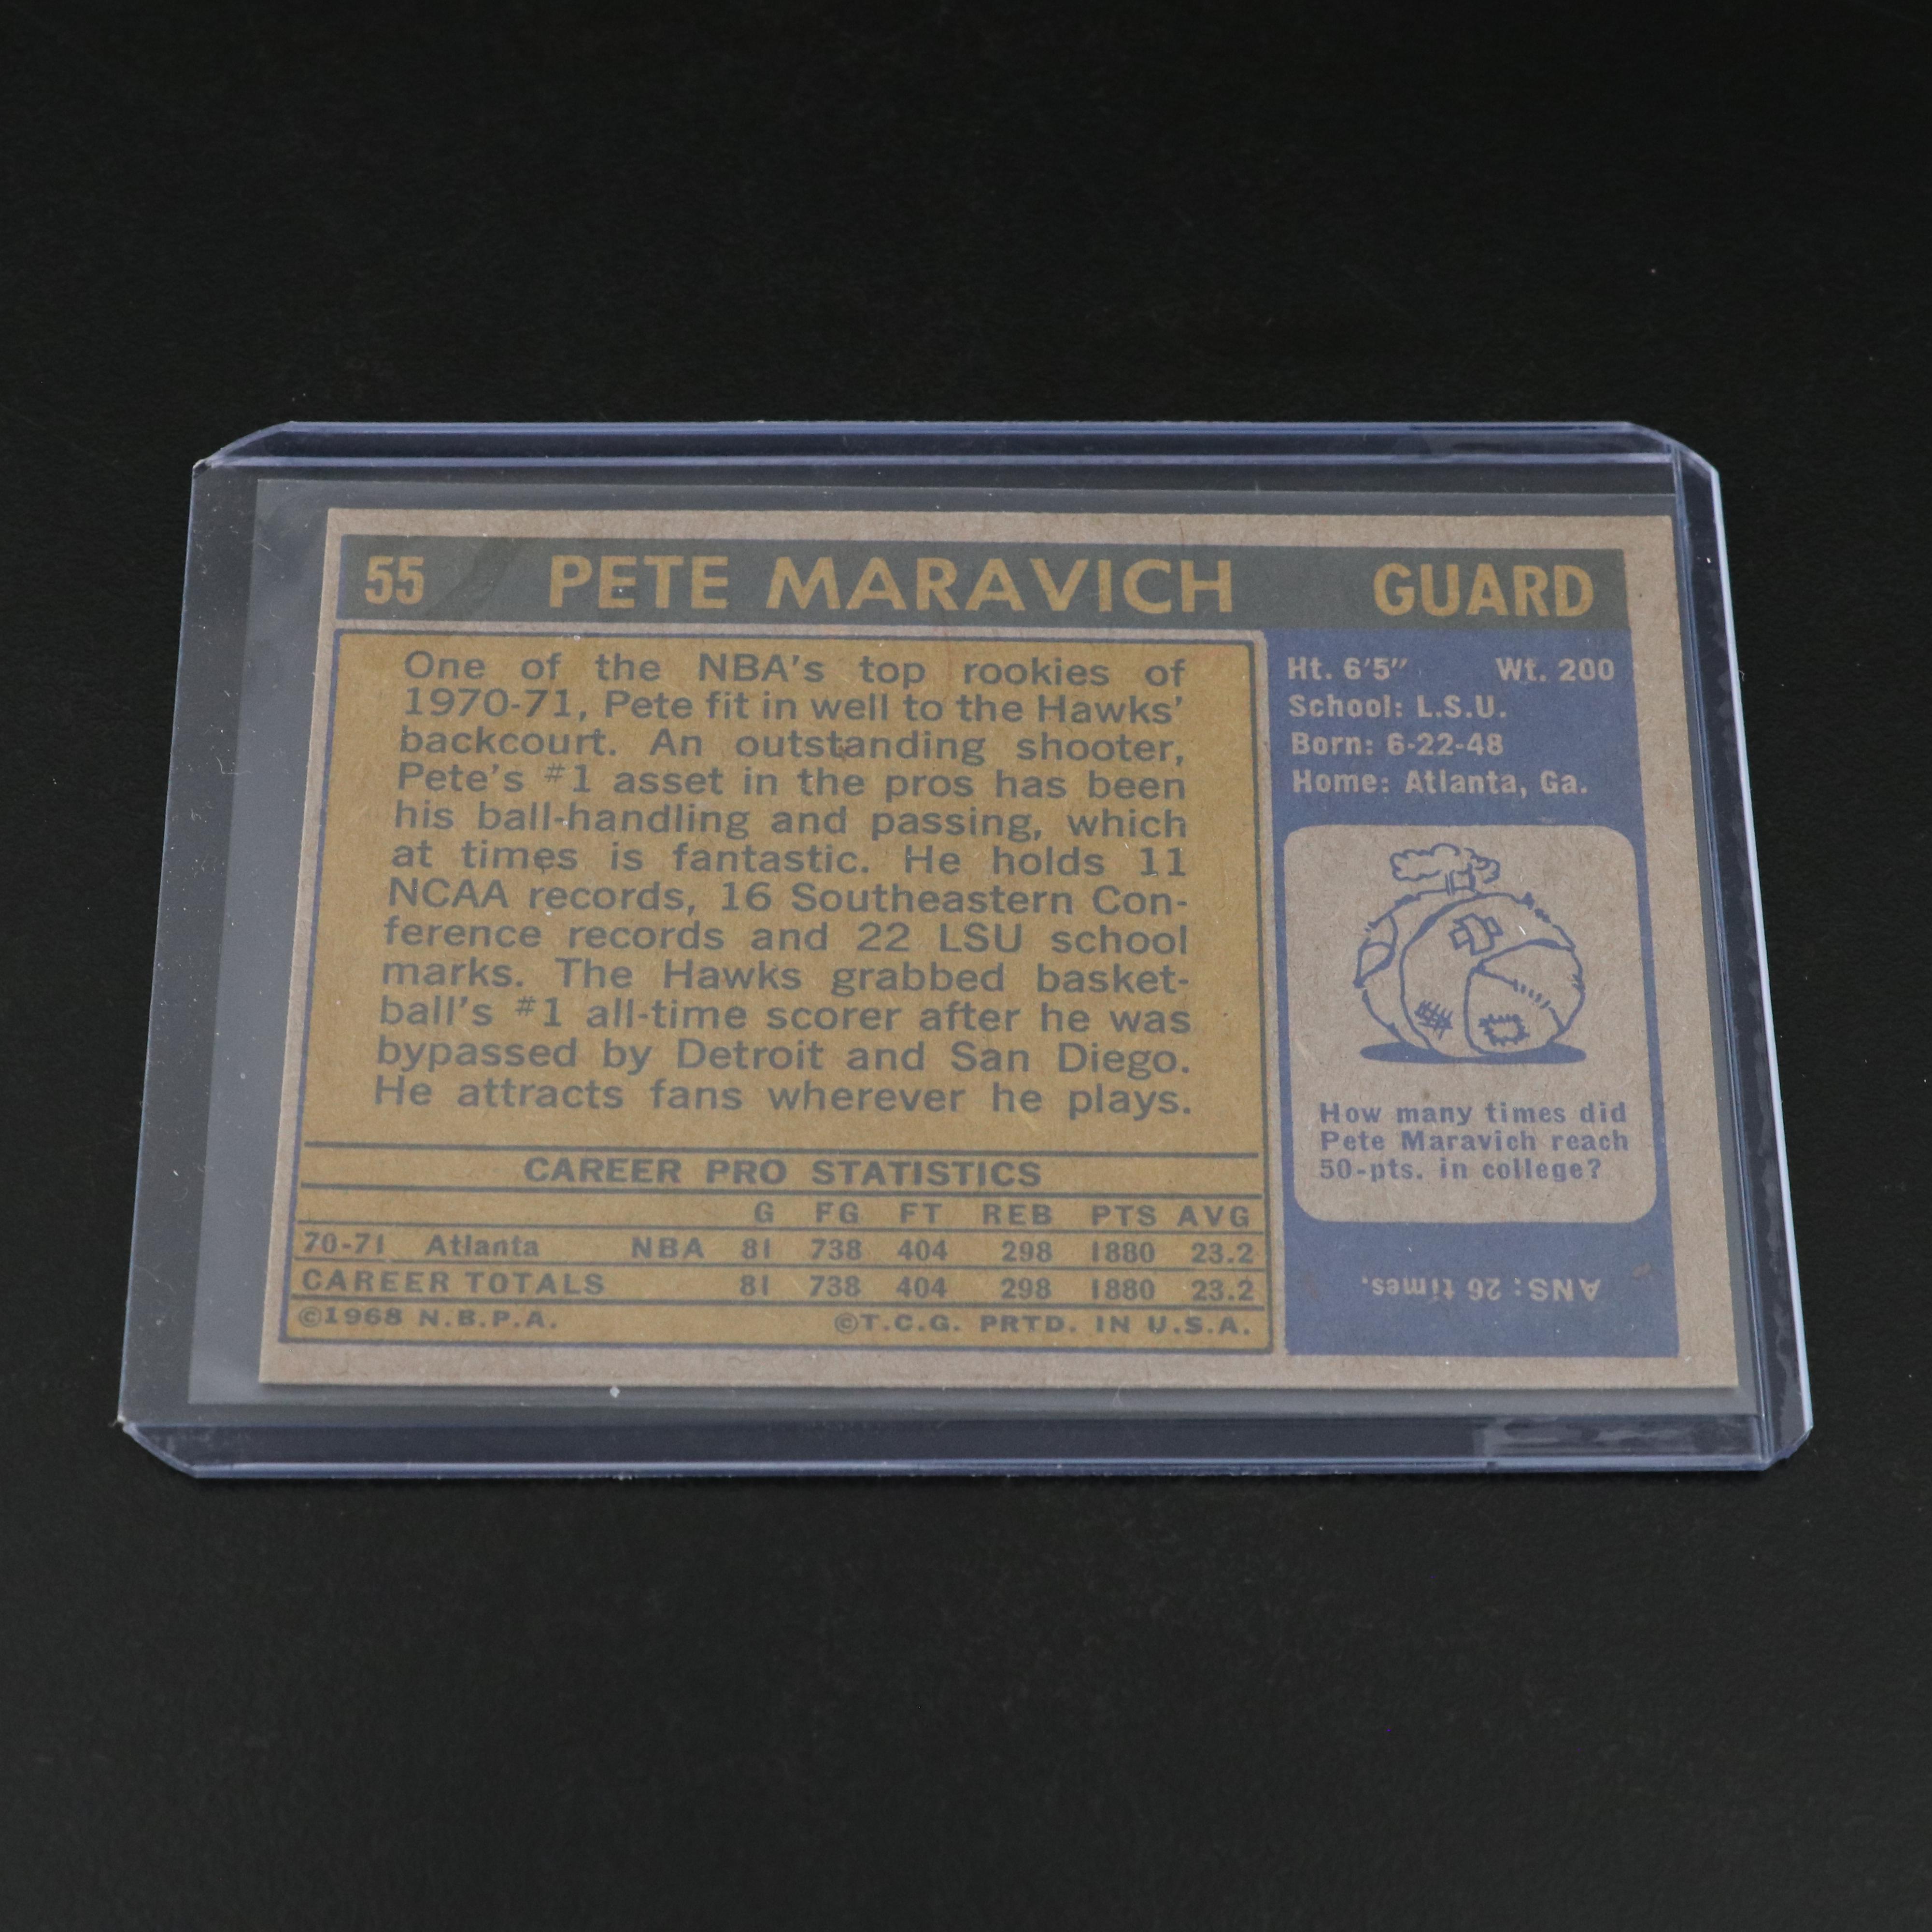 55 PETE MARAVICH GUARD
One of the NBA's top rookies of
1970-71, Pete fit in well to the Hawks'
backcourt. An outstanding shooter,
Pete's #1 asset in the pros has been
his ball-handling and passing, which
at times is fantastic. He holds 11
NCAA records, 16 Southeastern Con-
ference records and 22 LSU school
marks. The Hawks grabbed basket-
ball's #1 all-time scorer after he was
bypassed by Detroit and San Diego.
He attracts fans wherever he plays.
CAREER PRO STATISTICS
G FG FT REB PTS AVG
70-71 Atlanta NBA 81 738 404 298 1880 23.2
CAREER TOTALS 81 738 404 298 1880 23.2
©1968 N.B.P.A. ©T.C.G. PRTD. IN U.S.A.
Ht. 6'5" Wt. 200
School: L.S.U.
Born: 6-22-48
Home: Atlanta, Ga.
How many times did
Pete Maravich reach
50-pts. in college?
ANS: 26 times.